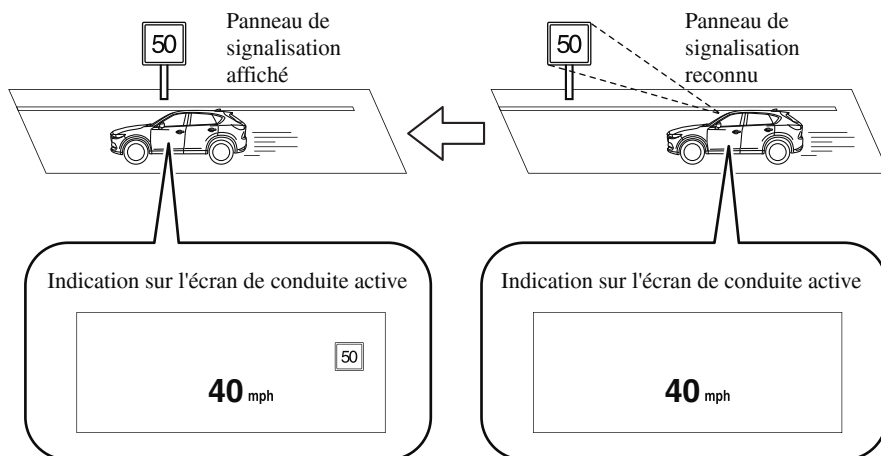 50
Panneau de
signalisation
affiché
50
Panneau de
signalisation
reconnu
Indication sur l'écran de conduite active
50
40 mph
Indication sur l'écran de conduite active
40 mph